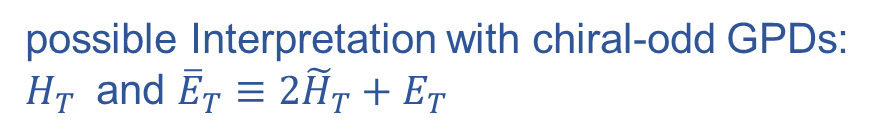 possible Interpretation with chiral-odd GPDs:
H_T and Ē_T ≡ 2H̃_T + E_T